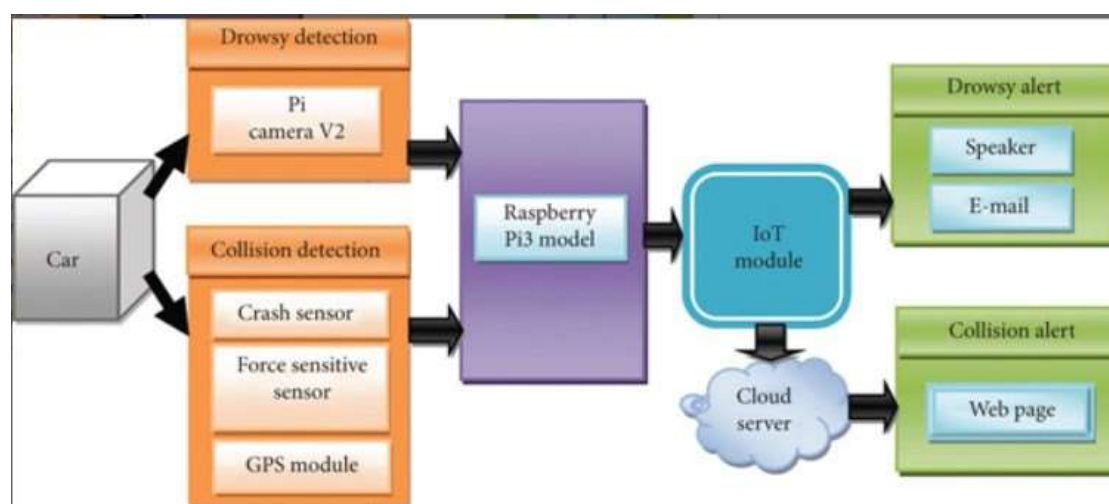 Drowsy detection
Pi
camera V2
Car
Collision detection
Crash sensor
Force sensitive
sensor
GPS module
Raspberry
Pi3 model
IoT
module
Cloud
server
Drowsy alert
Speaker
E-mail
Collision alert
Web page